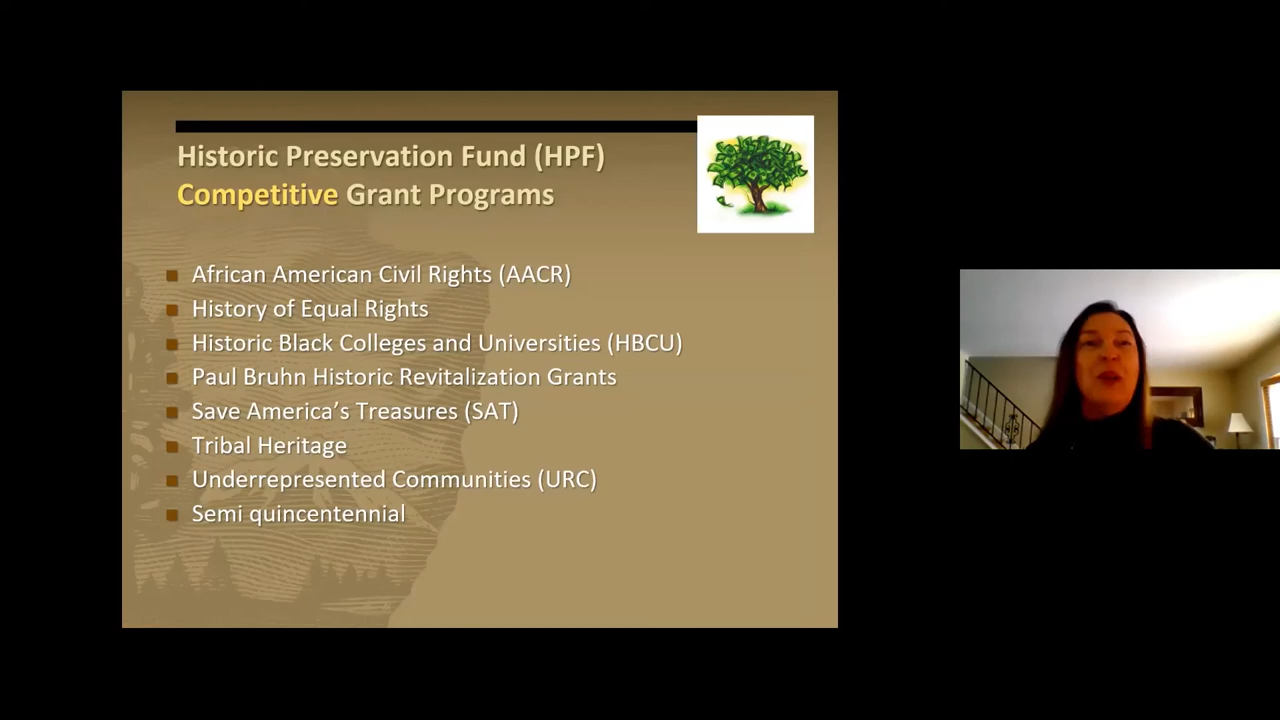 Historic Preservation Fund (HPF)
Competitive Grant Programs
African American Civil Rights (AACR)
History of Equal Rights
Historic Black Colleges and Universities (HBCU)
Paul Bruhn Historic Revitalization Grants
Save America’s Treasures (SAT)
Tribal Heritage
Underrepresented Communities (URC)
Semi quincentennial